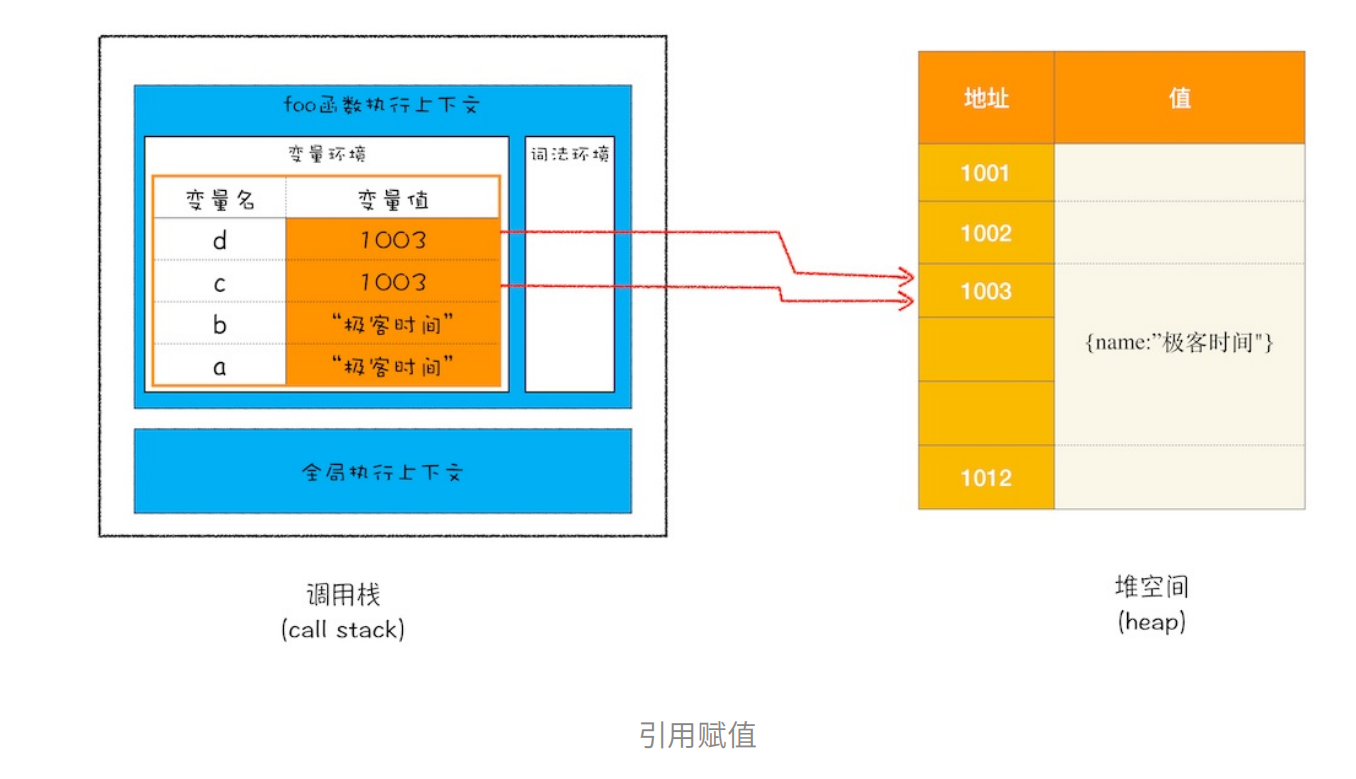 foo函数执行上下文
变量环境
词法环境
变量名 变量值
d 1003
c 1003
b “极客时间”
a “极客时间”
全局执行上下文
调用栈
(call stack)
地址 值
1001
1002
1003
{name:”极客时间"}
1012
堆空间
(heap)
引用赋值